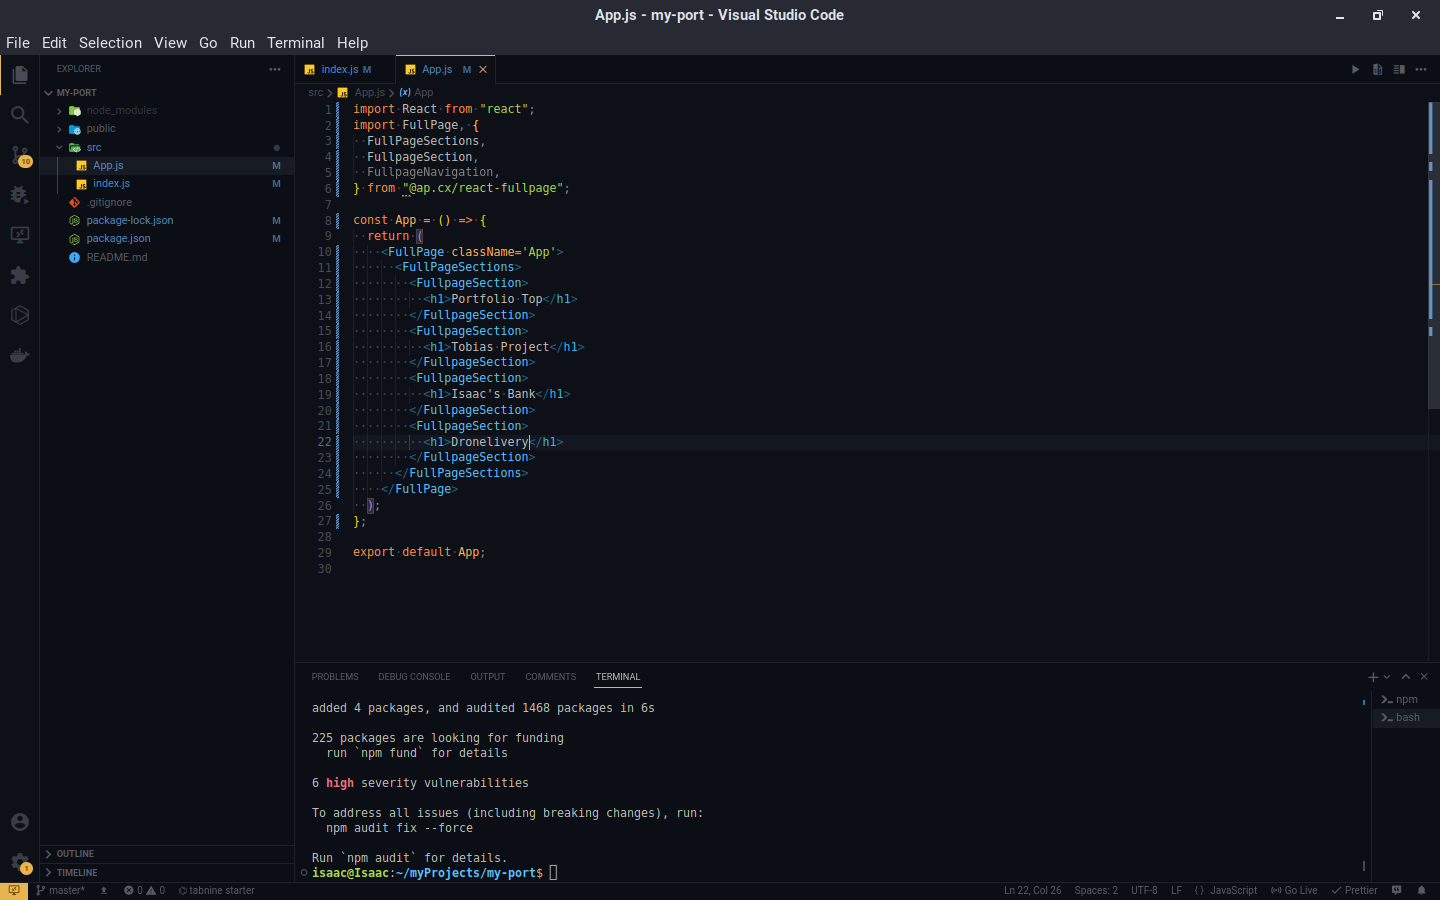 App.js - my-port - Visual Studio Code
File Edit Selection View Go Run Terminal Help
EXPLORER
MY-PORT
node_modules
public
src
App.js M
index.js M
.gitignore
package-lock.json M
package.json M
README.md
OUTLINE
TIMELINE
10
1
index.js M
App.js M
src > App.js > App
1 import React from "react";
2 import FullPage, {
3 FullPageSections,
4 FullpageSection,
5 FullpageNavigation,
6 } from "@ap.cx/react-fullpage";
7
8 const App = () => {
9 return (
10 <FullPage className='App'>
11 <FullPageSections>
12 <FullpageSection>
13 <h1>Portfolio Top</h1>
14 </FullpageSection>
15 <FullpageSection>
16 <h1>Tobias Project</h1>
17 </FullpageSection>
18 <FullpageSection>
19 <h1>Isaac's Bank</h1>
20 </FullpageSection>
21 <FullpageSection>
22 <h1>Dronelivery</h1>
23 </FullpageSection>
24 </FullPageSections>
25 </FullPage>
26 );
27 };
28
29 export default App;
30
PROBLEMS DEBUG CONSOLE OUTPUT COMMENTS TERMINAL
npm
bash
added 4 packages, and audited 1468 packages in 6s
225 packages are looking for funding
run `npm fund` for details
6 high severity vulnerabilities
To address all issues (including breaking changes), run:
npm audit fix --force
Run `npm audit` for details.
isaac@Isaac:~/myProjects/my-port$
master* 0 0 tabnine starter Ln 22, Col 26 Spaces: 2 UTF-8 LF {} JavaScript Go Live Prettier